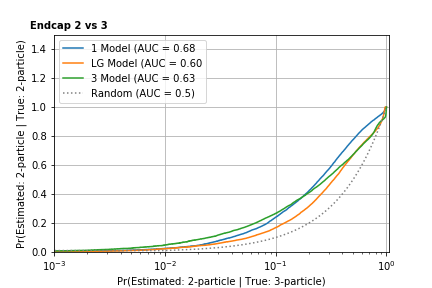 Endcap 2 vs 3
Pr(Estimated: 2-particle | True: 2-particle)
1.4
1.2
1.0
0.8
0.6
0.4
0.2
0.0
1 Model (AUC = 0.68
LG Model (AUC = 0.60
3 Model (AUC = 0.63
Random (AUC = 0.5)
10⁻³
10⁻²
10⁻¹
10⁰
Pr(Estimated: 2-particle | True: 3-particle)